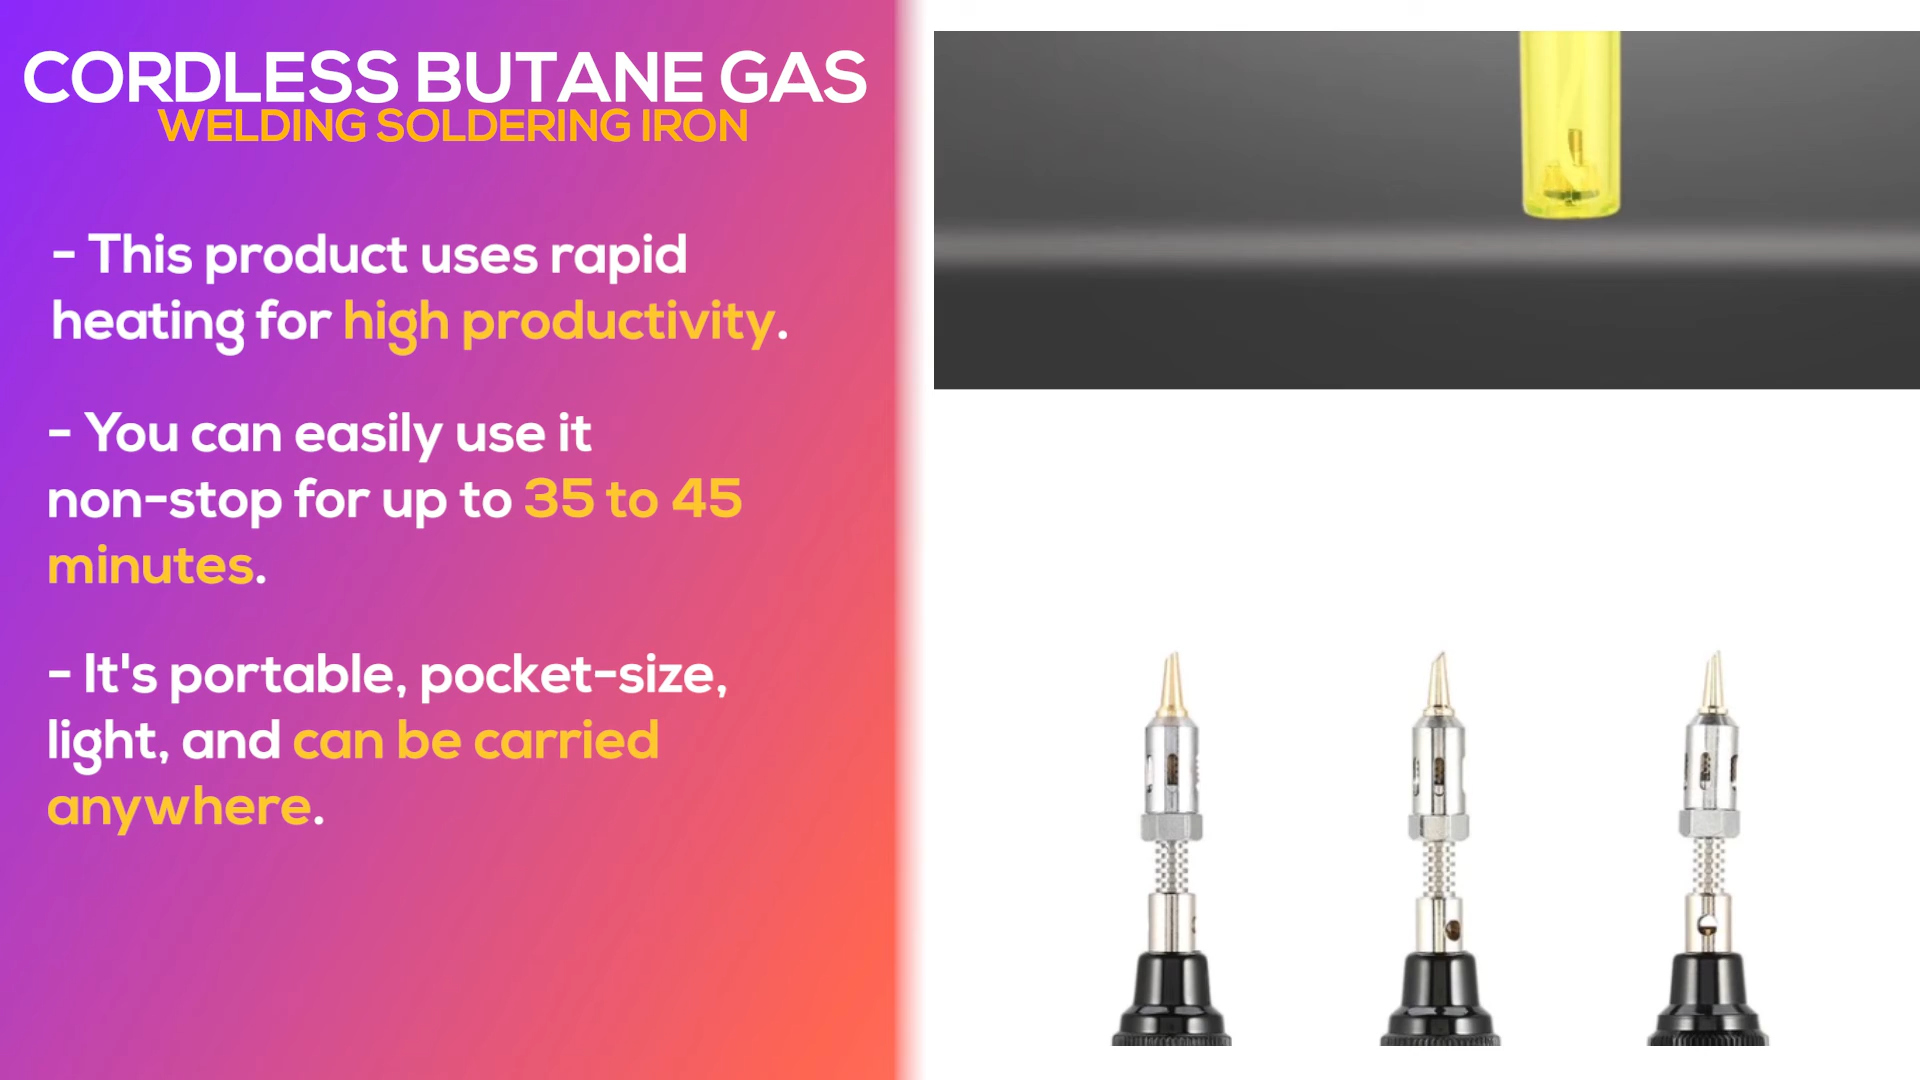 CORDLESS BUTANE GAS
WELDING SOLDERING IRON
- This product uses rapid
heating for high productivity.
- You can easily use it
non-stop for up to 35 to 45
minutes.
- It's portable, pocket-size,
light, and can be carried
anywhere.